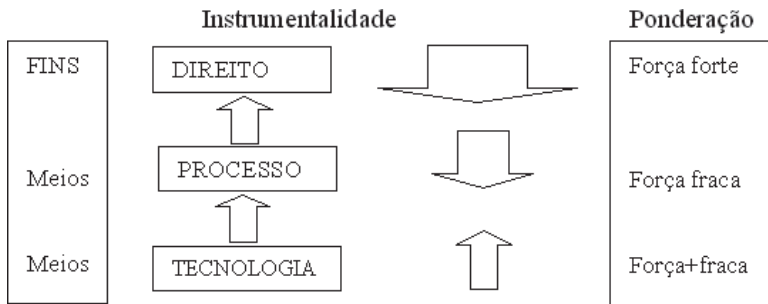 Instrumentalidade Ponderação
FINS DIREITO Força forte
Meios PROCESSO Força fraca
Meios TECNOLOGIA Força+fraca